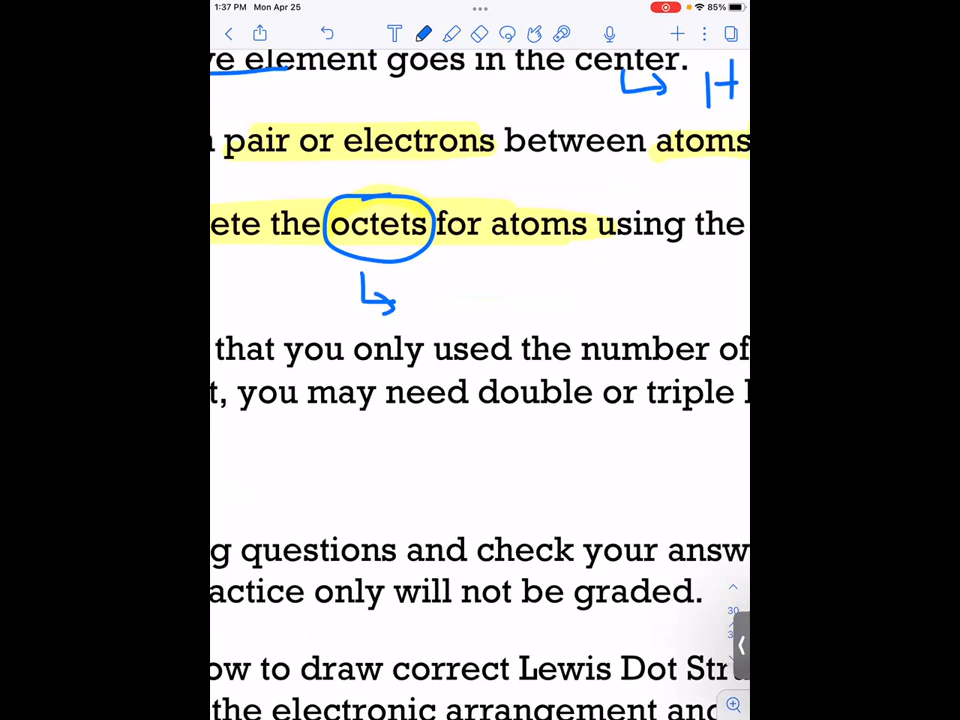 1:37 PM Mon Apr 25 85%
ve element goes in the center.
H
pair or electrons between atoms
ete the octets for atoms using the
that you only used the number of
t, you may need double or triple
g questions and check your answ
actice only will not be graded.
ow to draw correct Lewis Dot Str
the electronic arrangement and